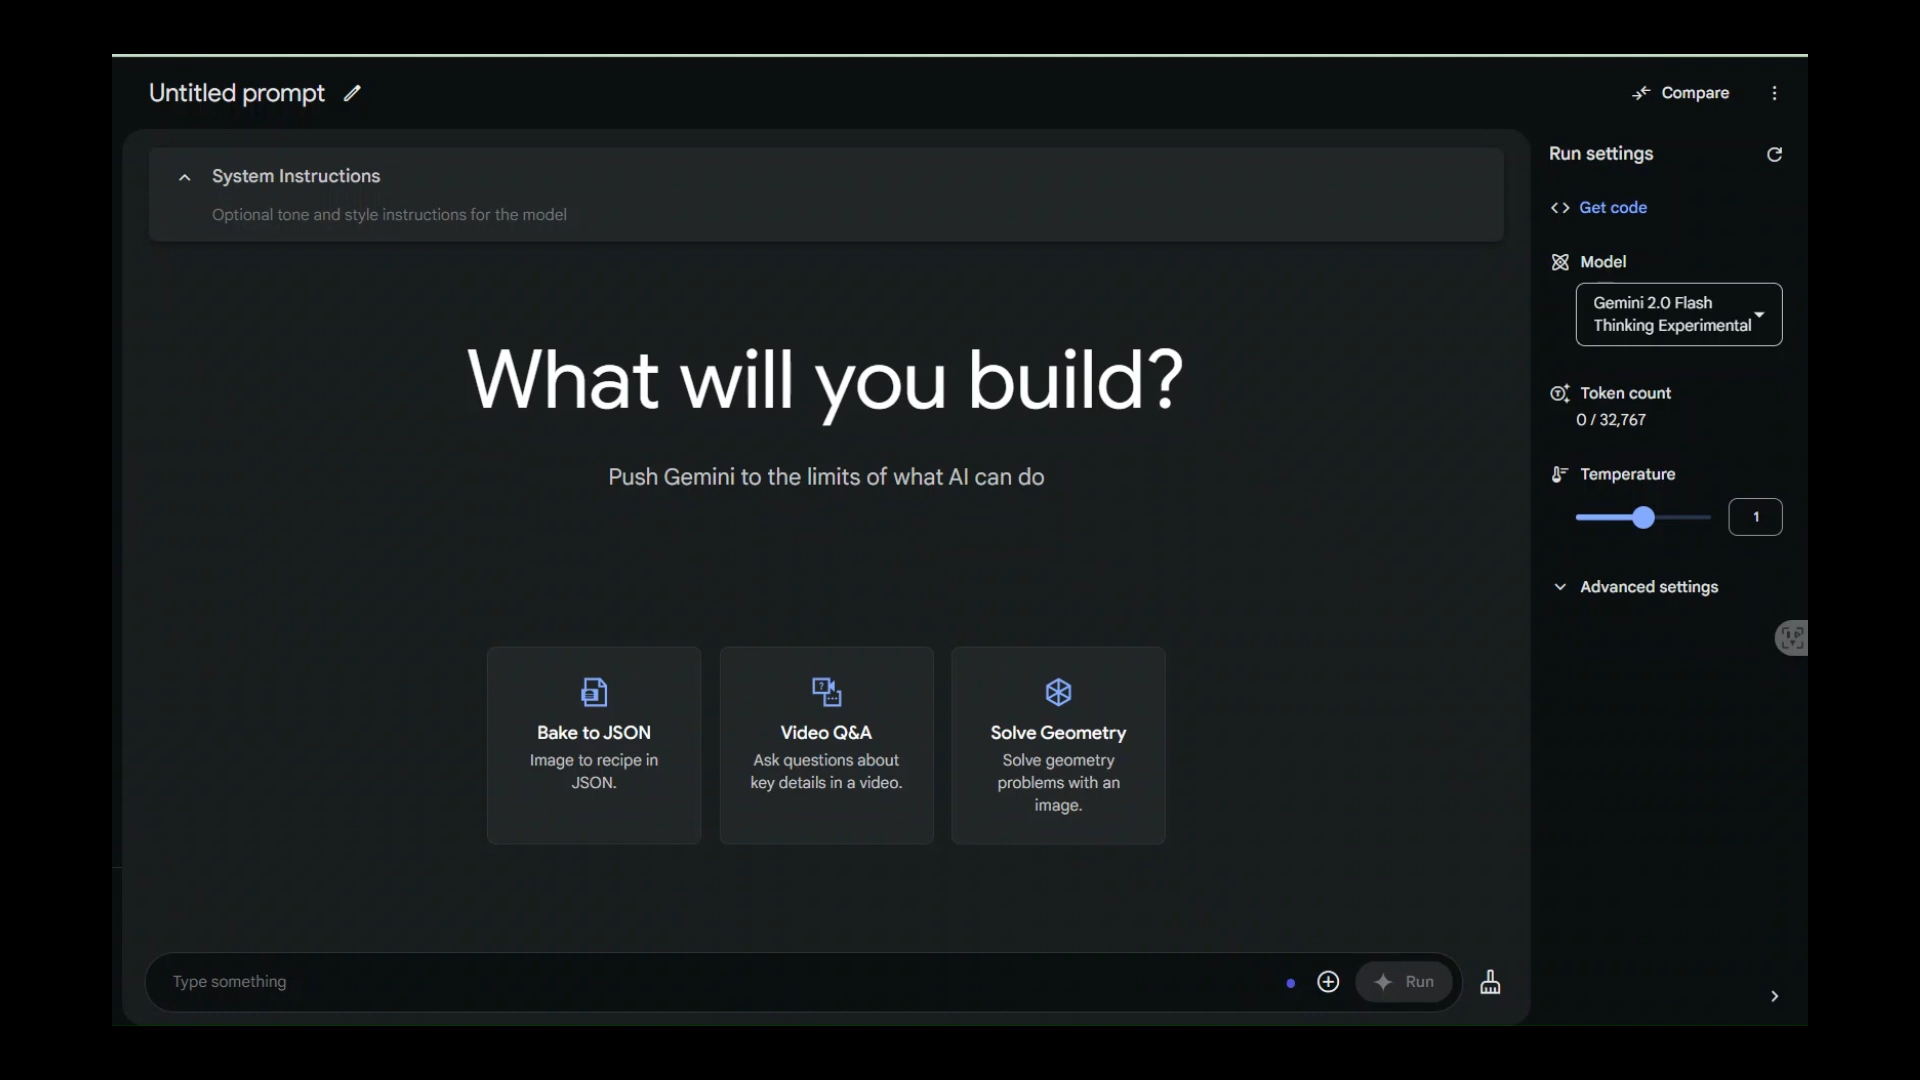 Untitled prompt
Compare
System Instructions
Optional tone and style instructions for the model
What will you build?
Push Gemini to the limits of what AI can do
Bake to JSON
Image to recipe in
JSON.
Video Q&A
Ask questions about
key details in a video.
Solve Geometry
Solve geometry
problems with an
image.
Type something
Run
Run settings
Get code
Model
Gemini 2.0 Flash
Thinking Experimental
Token count
0 / 32,767
Temperature
1
Advanced settings